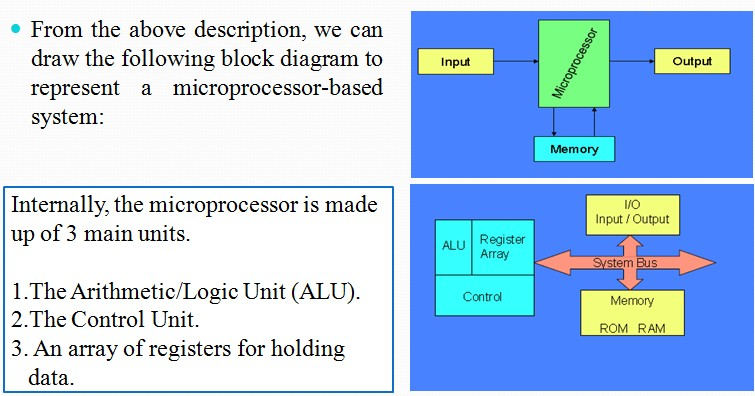 From the above description, we can
draw the following block diagram to
represent a microprocessor-based
system:
Input
Microprocessor
Output
Memory
Internally, the microprocessor is made
up of 3 main units.
1.The Arithmetic/Logic Unit (ALU).
2.The Control Unit.
3. An array of registers for holding
data.
ALU
Register
Array
Control
I/O
Input / Output
System Bus
Memory
ROM RAM